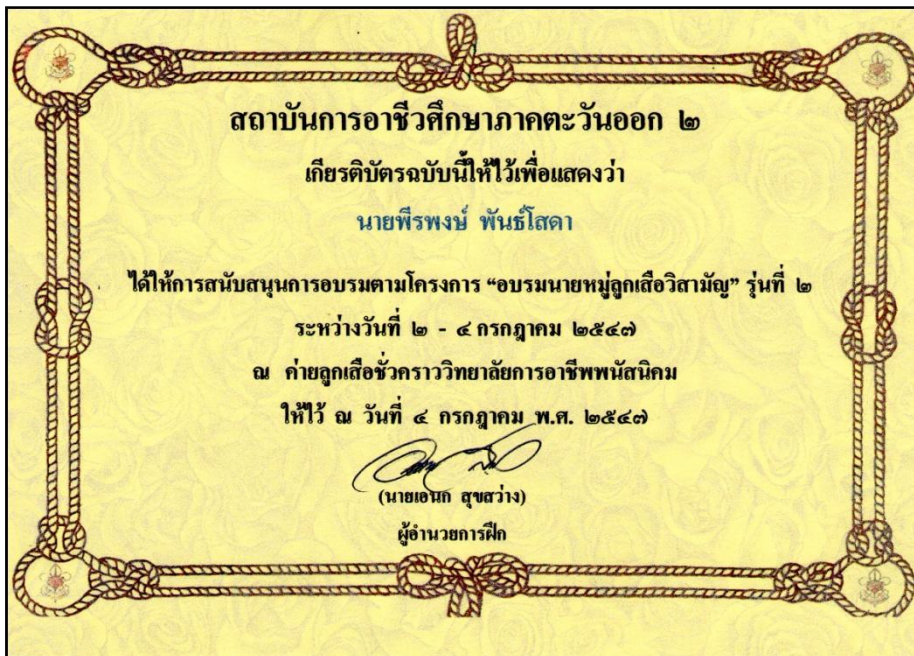 สถาบันการอาชีวศึกษาภาคตะวันออก ๒
เกียรติบัตรฉบับนี้ให้ไว้เพื่อแสดงว่า
นายพีรพงษ์ พันธ์โสดา
ได้ให้การสนับสนุนการอบรมตามโครงการ “อบรมนายหมู่ลูกเสือวิสามัญ” รุ่นที่ ๒
ระหว่างวันที่ ๒ - ๔ กรกฎาคม ๒๕๔๗
ณ ค่ายลูกเสือชั่วคราววิทยาลัยการอาชีพพนัสนิคม
ให้ไว้ ณ วันที่ ๔ กรกฎาคม พ.ศ. ๒๕๔๗
(นายเอนก สุขสว่าง)
ผู้อำนวยการฝึก